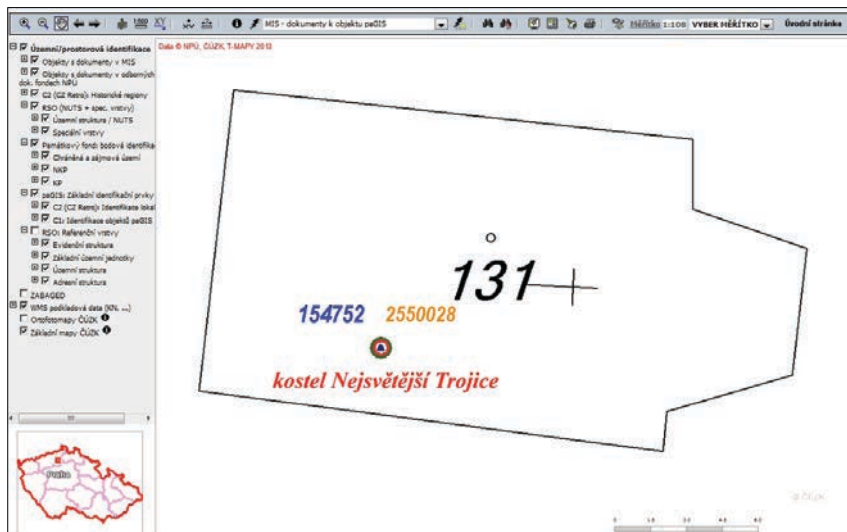 MIS - dokumenty k objektu paGIS
Měřítko 1:108 VYBER MĚŘÍTKO
Úvodní stránka
Data © NPÚ, ČÚZK, T-MAPY 2013
Územní/prostorová identifikace
Objekty s dokumenty v MIS
Objekty s dokumenty v odborných
dok. fondech NPÚ
C2 (CZ Retro): Historické regiony
RSO (NUTS + spec. vrstvy)
Územní struktura / NUTS
Speciální vrstvy
Památkový fond: bodová identifika
Chráněná a zájmová území
NKP
KP
paGIS: Základní identifikační prvky
C2 (CZ Retro): Identifikace lokal
C1: Identifikace objektů paGIS
RSO: Referenční vrstvy
Evidenční struktura
Základní územní jednotky
Územní struktura
Adresní struktura
ZABAGED
WMS podkladová data (KN, ...)
Ortofotomapy ČÚZK
Základní mapy ČÚZK
Praha
131
154752 2550028
kostel Nejsvětější Trojice
© ČÚZK